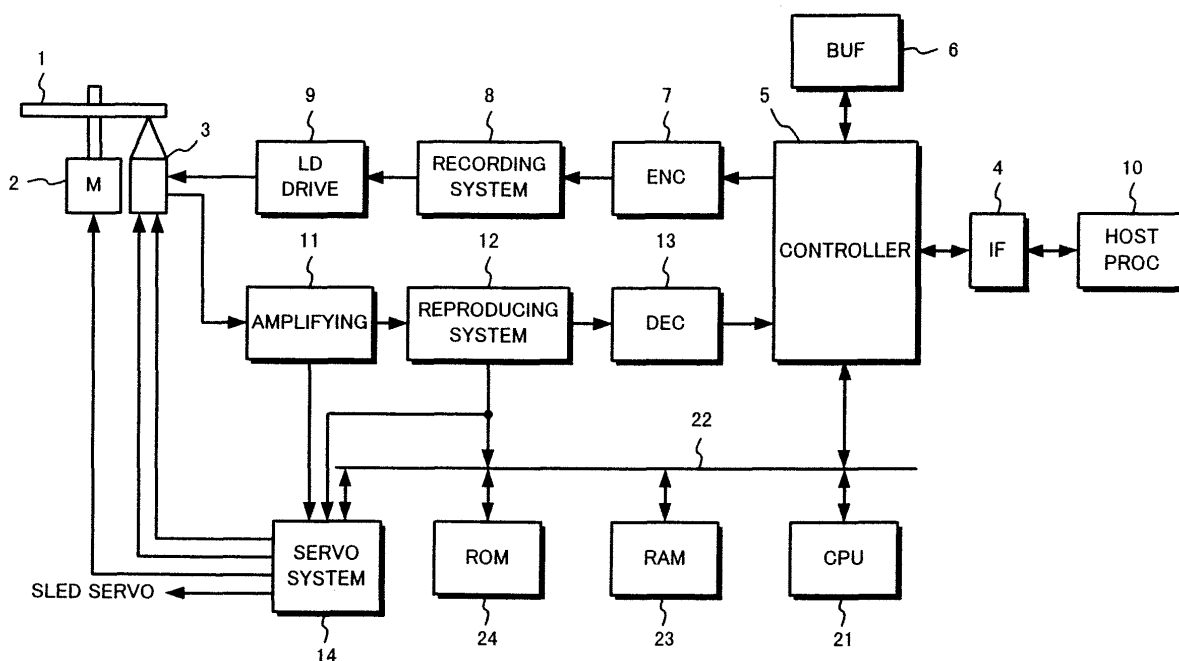 BUF
6
1
9
8
7
5
3
LD
DRIVE
RECORDING
SYSTEM
ENC
4
10
2
M
CONTROLLER
IF
HOST
PROC
11
12
13
AMPLIFYING
REPRODUCING
SYSTEM
DEC
22
SERVO
SYSTEM
ROM
RAM
CPU
SLED SERVO
14
24
23
21